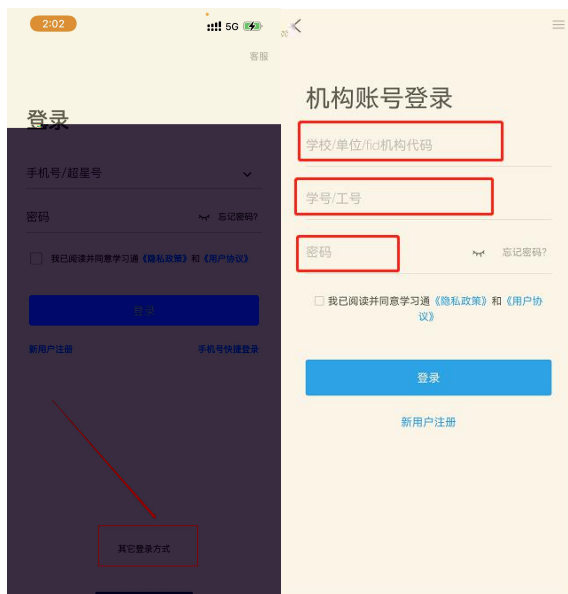 2:02
5G
客服
登录
手机号/超星号
密码
忘记密码?
我已阅读并同意学习通《隐私政策》和《用户协议》
登录
新用户注册
手机号快捷登录
其它登录方式
机构账号登录
学校/单位/fid机构代码
学号/工号
密码
忘记密码?
我已阅读并同意学习通《隐私政策》和《用户协
议》
登录
新用户注册